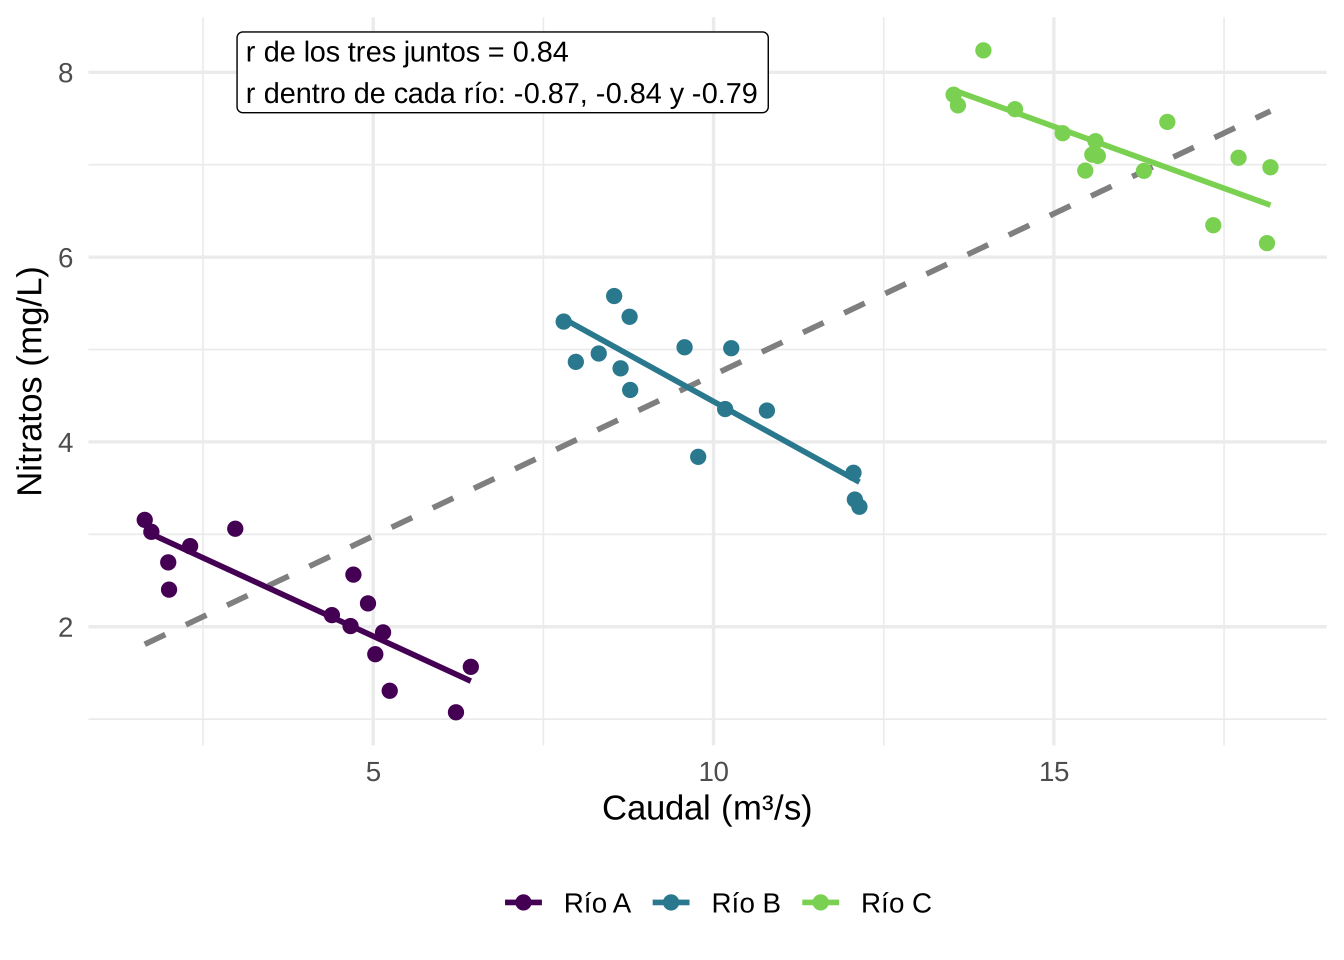 r de los tres juntos = 0.84
r dentro de cada río: -0.87, -0.84 y -0.79
8
6
4
2
Nitratos (mg/L)
5 10 15
Caudal (m³/s)
Río A Río B Río C